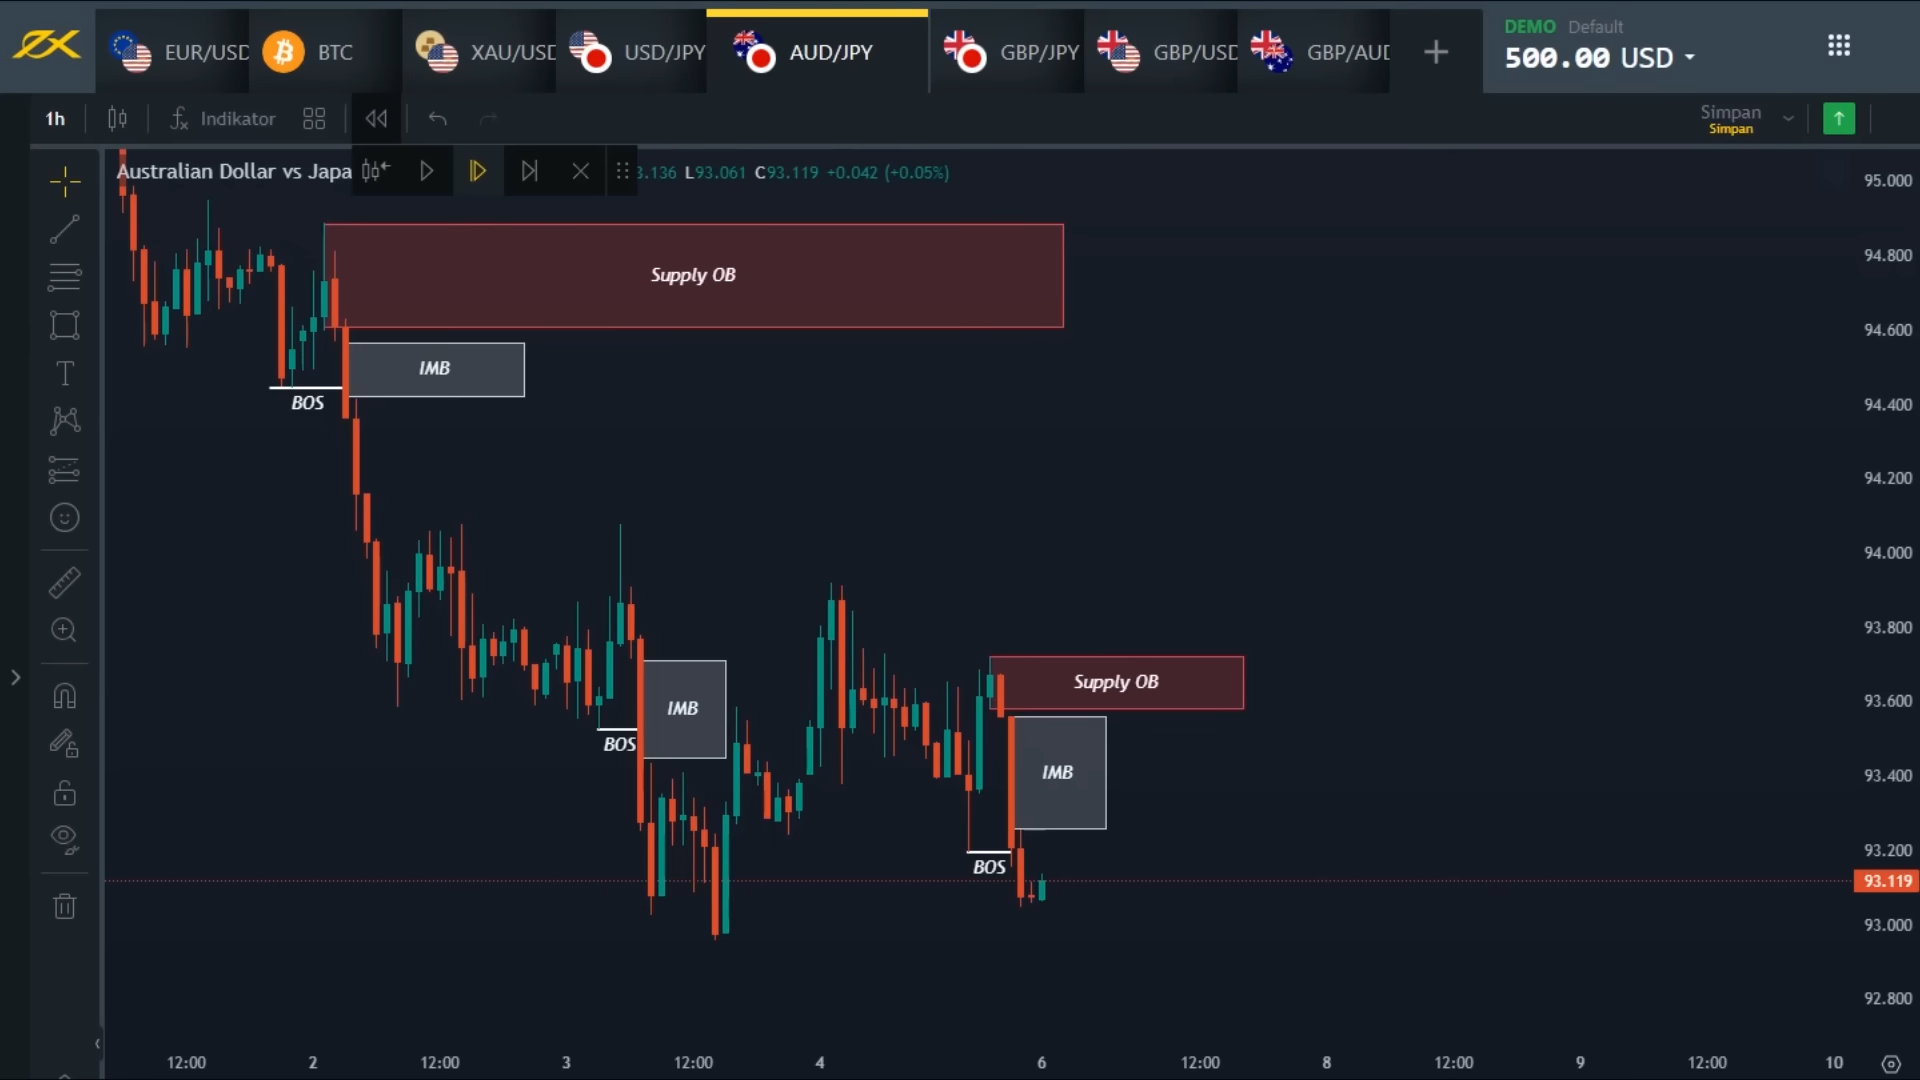 EUR/USD BTC XAU/USD USD/JPY AUD/JPY GBP/JPY GBP/USD GBP/AUD
DEMO Default
500.00 USD
1h Indikator
Simpan
Simpan
Australian Dollar vs Japa 3.136 L93.061 C93.119 +0.042 (+0.05%)
95.000
94.800
Supply OB
94.600
IMB
BOS
94.400
94.200
94.000
93.800
Supply OB
93.600
IMB
BOS
IMB
93.400
93.200
BOS
93.119
93.000
92.800
12:00 2 12:00 3 12:00 4 6 12:00 8 12:00 9 12:00 10